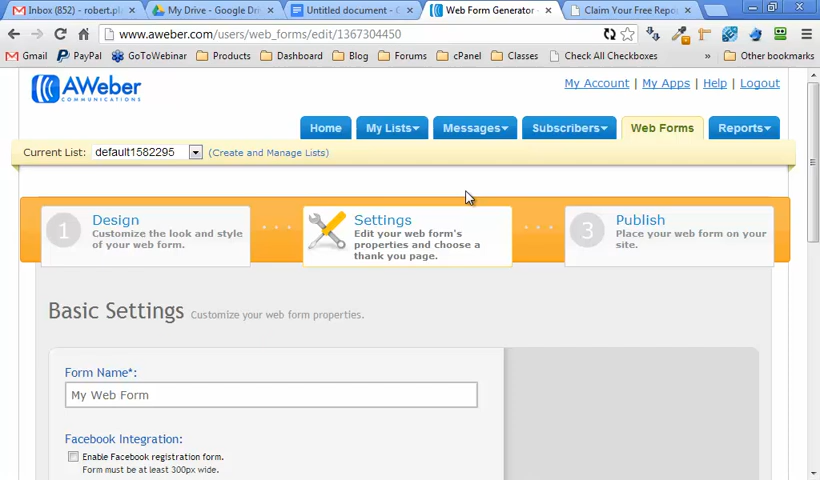 Inbox (852) - robert.pl
My Drive - Google Dri
Untitled document -
Web Form Generator -
Claim Your Free Repo
www.aweber.com/users/web_forms/edit/1367304450
Gmail
PayPal
GoToWebinar
Products
Dashboard
Blog
Forums
cPanel
Classes
Check All Checkboxes
»
Other bookmarks
AWeber
COMMUNICATIONS
My Account
My Apps
Help
Logout
Home
My Lists
Messages
Subscribers
Web Forms
Reports
Current List:
default1582295
(Create and Manage Lists)
1
Design
Customize the look and style
of your web form.
Settings
Edit your web form's
properties and choose a
thank you page.
3
Publish
Place your web form on your
site.
Basic Settings
Customize your web form properties.
Form Name*:
My Web Form
Facebook Integration:
Enable Facebook registration form.
Form must be at least 300px wide.